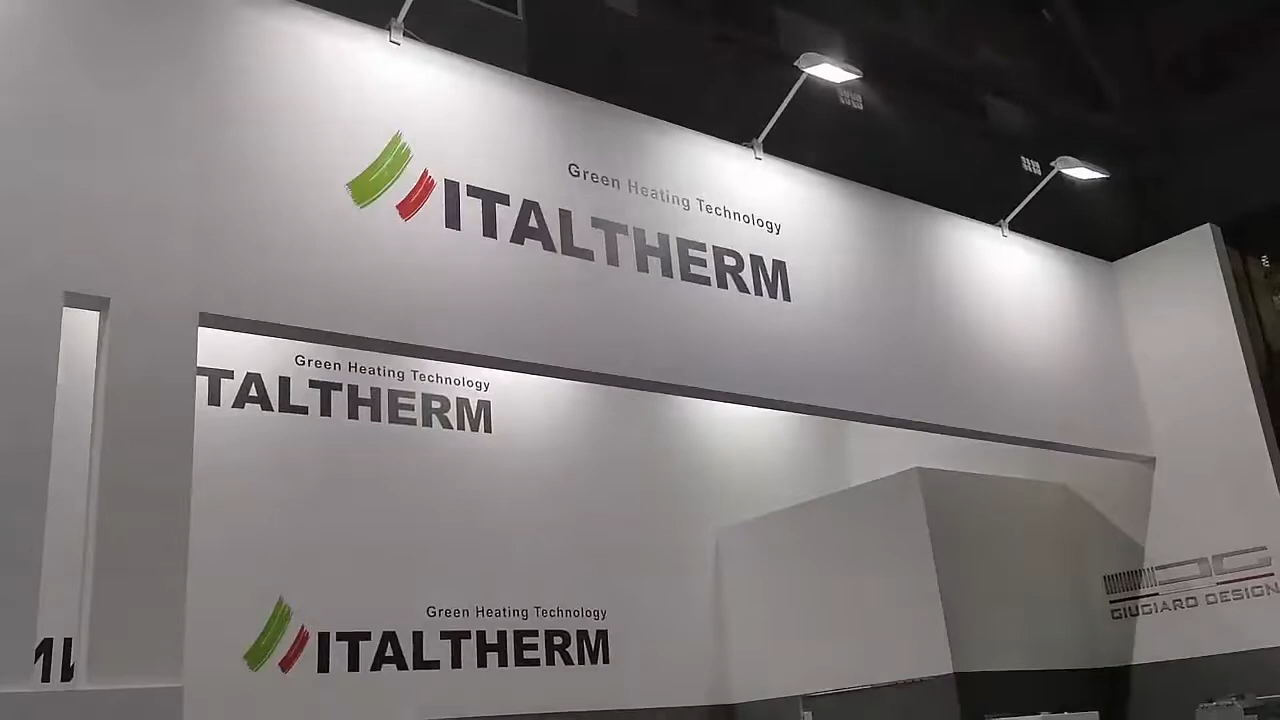 Green Heating Technology
ITALTHERM
Green Heating Technology
TALTHERM
Green Heating Technology
ITALTHERM
GIUGIARO DESIGN